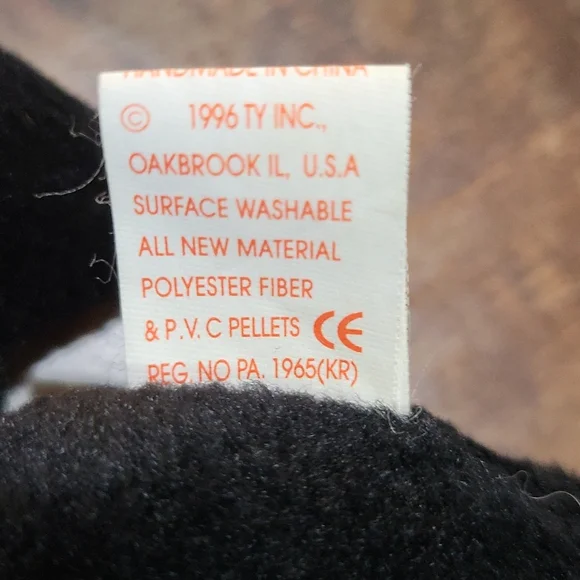 HANDMADE IN CHINA
© 1996 TY INC.,
OAKBROOK IL, U.S.A
SURFACE WASHABLE
ALL NEW MATERIAL
POLYESTER FIBER
& P.V.C PELLETS CE
REG. NO PA. 1965(KR)